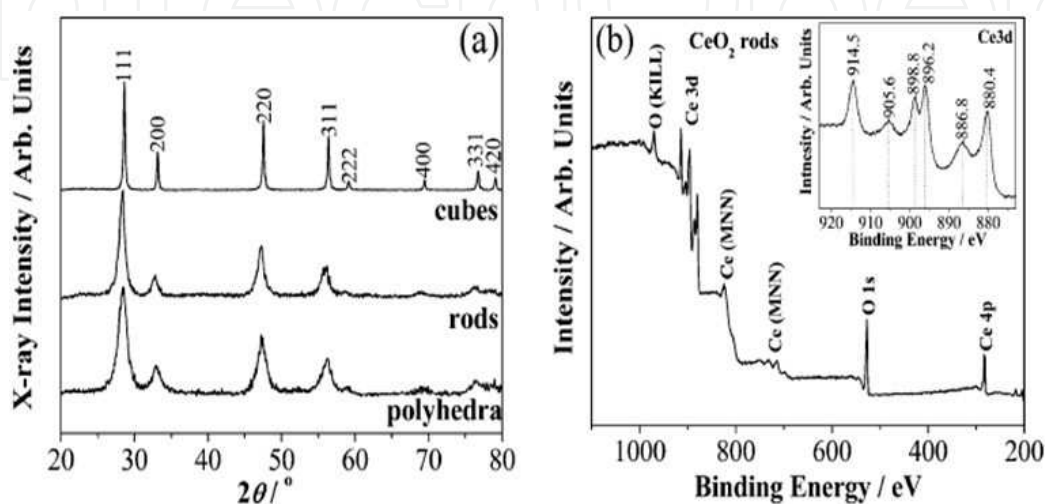 (a)
X-ray Intensity / Arb. Units
111
200
220
311
222
400
331
420
cubes
rods
polyhedra
20 30 40 50 60 70 80
2θ / °
(b)
CeO₂ rods
Intensity / Arb. Units
O (KILL)
Ce 3d
Ce (MNN)
Ce (MNN)
O 1s
Ce 4p
1000 800 600 400 200
Binding Energy / eV
Ce3d
Intnesity / Arb. Units
914.5
905.6
898.8
896.2
886.8
880.4
920 910 900 890 880
Binding Energy / eV